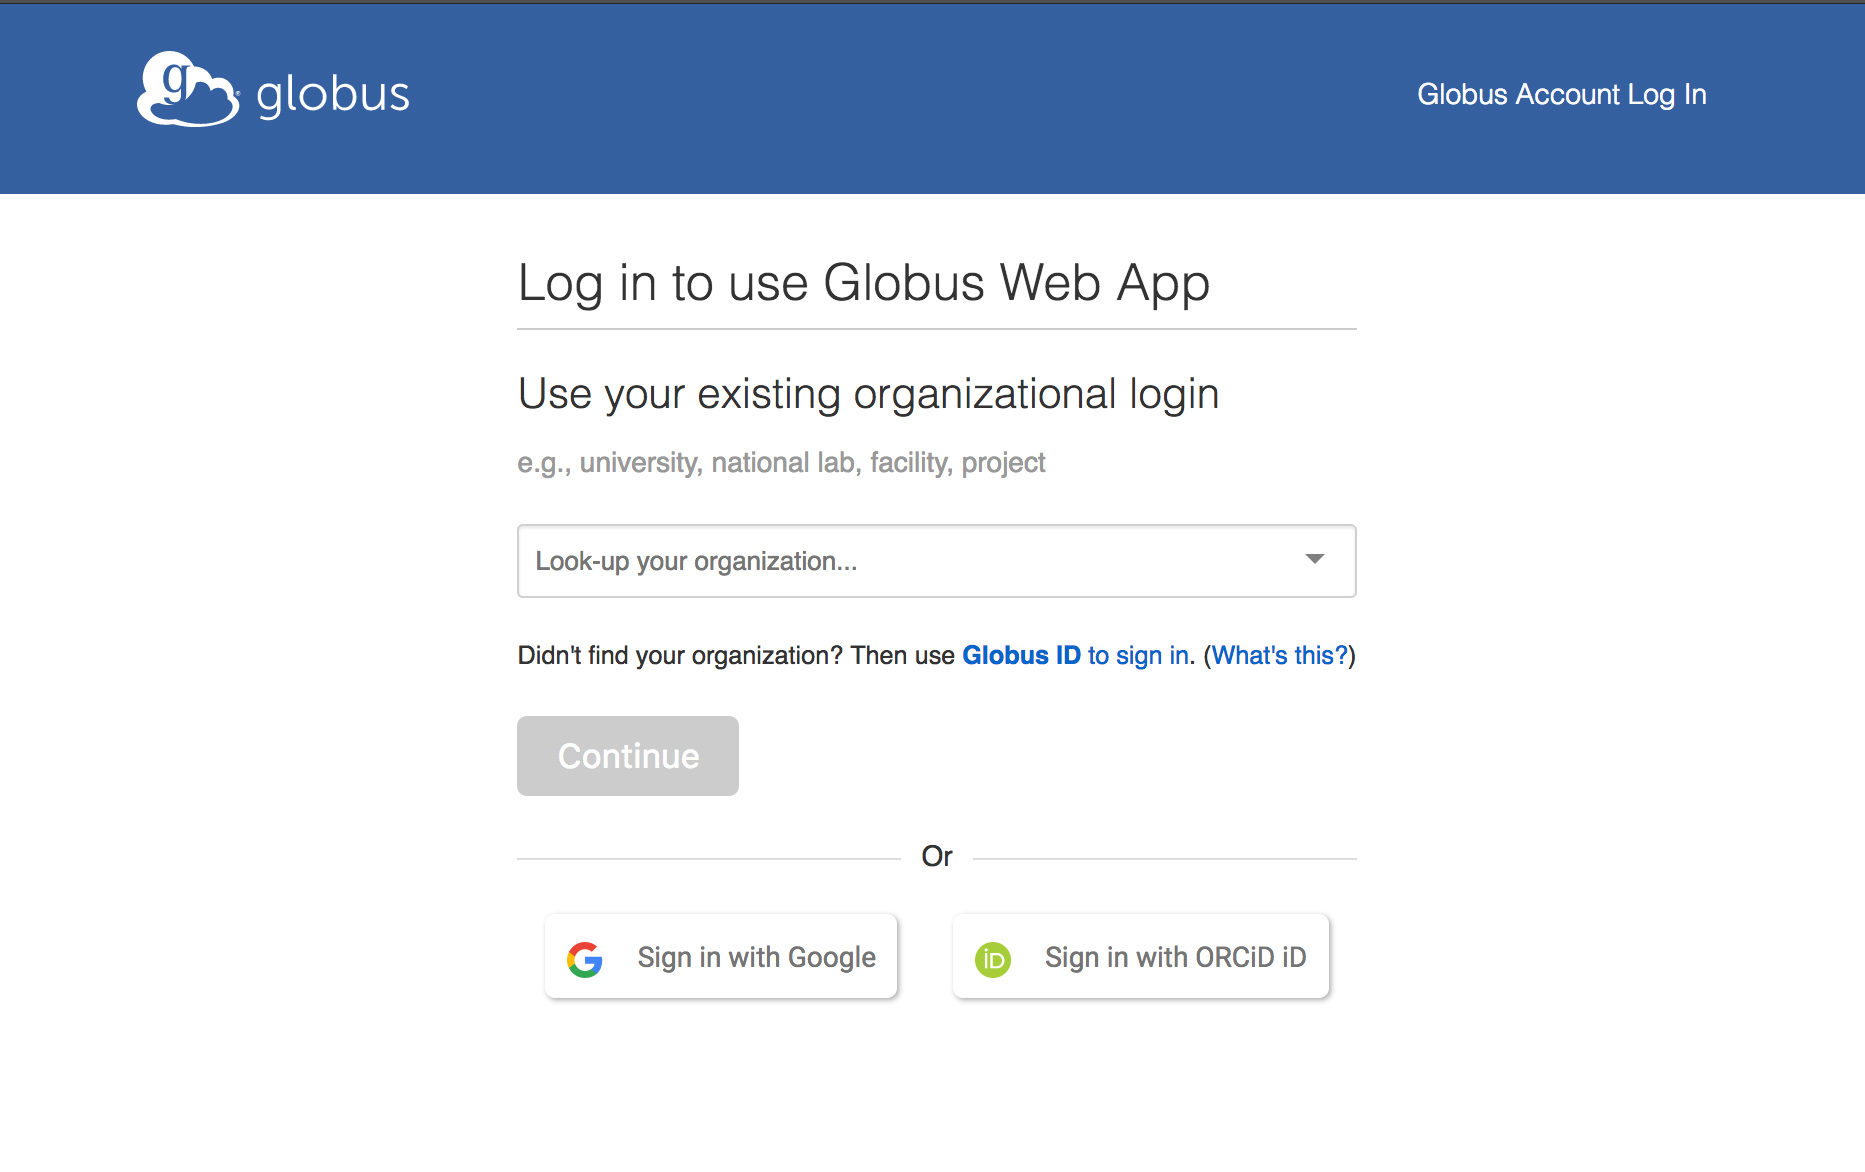 globus
Globus Account Log In
Log in to use Globus Web App
Use your existing organizational login
e.g., university, national lab, facility, project
Look-up your organization...
Didn't find your organization? Then use Globus ID to sign in. (What's this?)
Continue
Or
Sign in with Google
iD Sign in with ORCiD iD